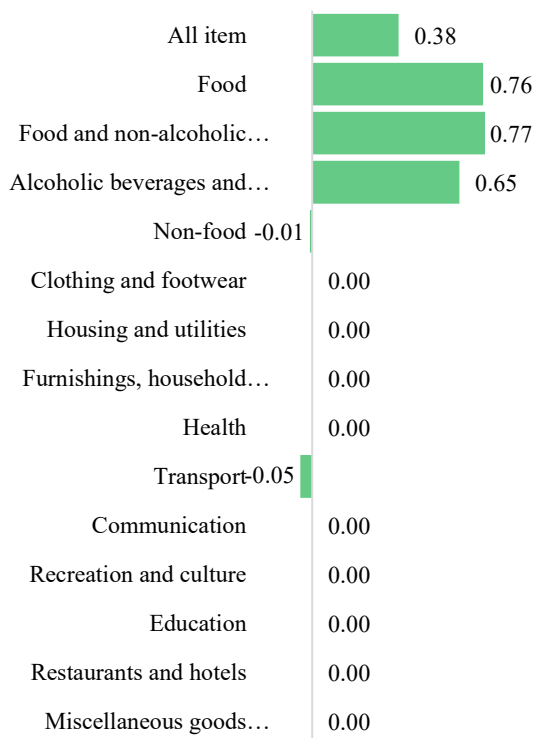 All item 0.38
Food 0.76
Food and non-alcoholic… 0.77
Alcoholic beverages and… 0.65
Non-food -0.01
Clothing and footwear 0.00
Housing and utilities 0.00
Furnishings, household… 0.00
Health 0.00
Transport -0.05
Communication 0.00
Recreation and culture 0.00
Education 0.00
Restaurants and hotels 0.00
Miscellaneous goods… 0.00